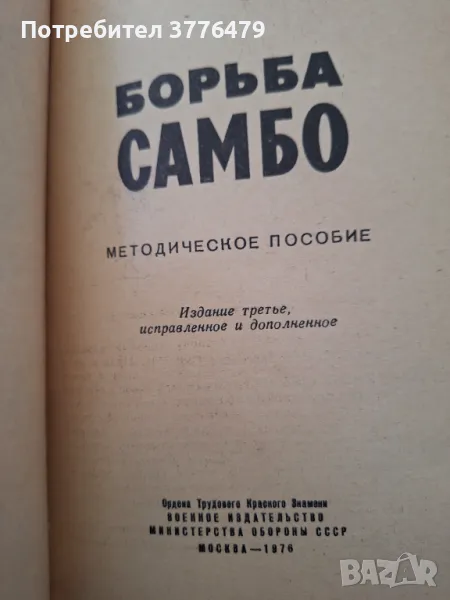 Потребител 3776479
БОРЬБА
САМБО
МЕТОДИЧЕСКОЕ ПОСОБИЕ
Издание третье,
исправленное и дополненное
Ордена Трудового Красного Знамени
ВОЕННОЕ ИЗДАТЕЛЬСТВО
МИНИСТЕРСТВА ОБОРОНЫ СССР
МОСКВА—1976
BAZAR